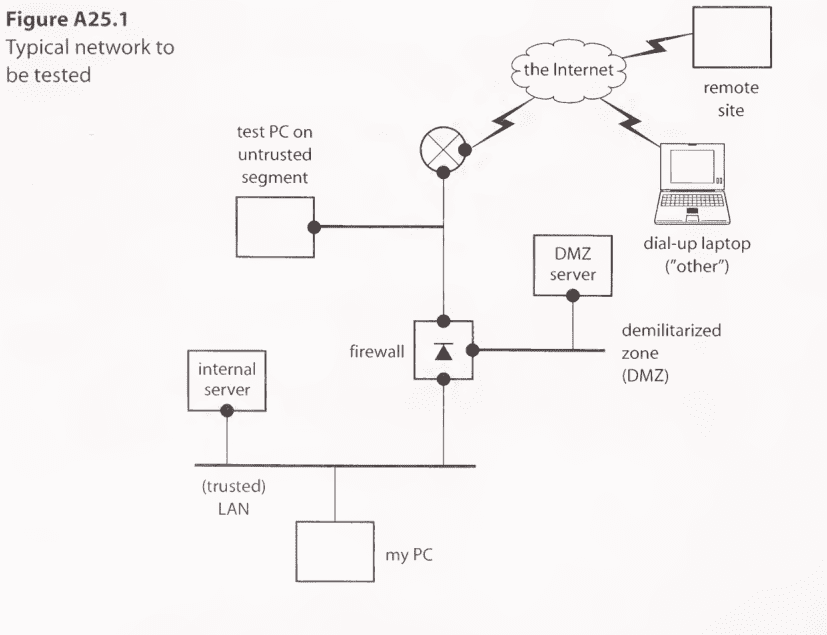 Figure A25.1
Typical network to
be tested
the Internet
remote
site
test PC on
untrusted
segment
dial-up laptop
("other")
DMZ
server
firewall
demilitarized
zone
(DMZ)
internal
server
(trusted)
LAN
my PC